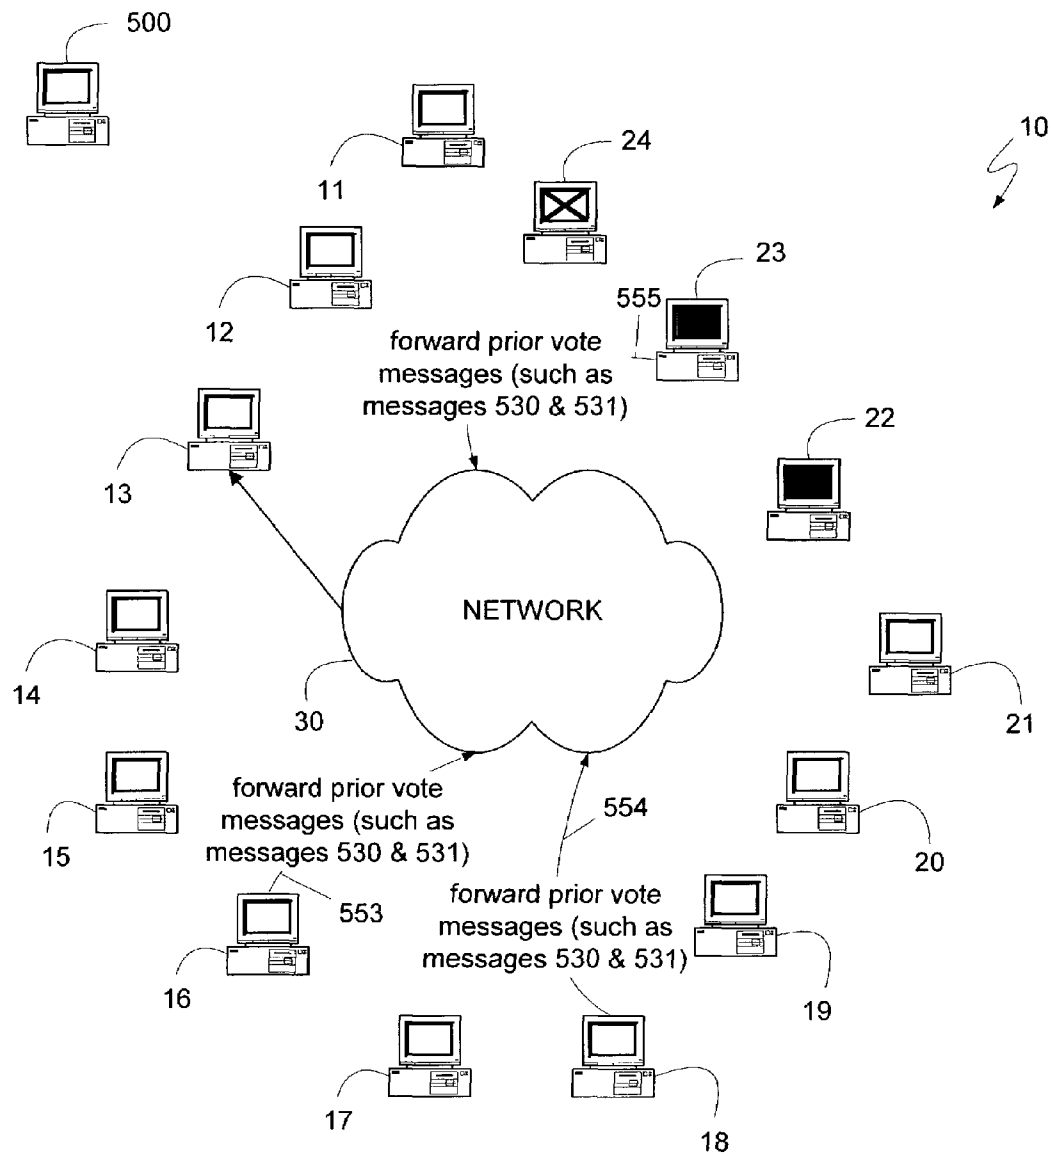 500
10
11
24
12
23
555
forward prior vote
messages (such as
messages 530 & 531)
13
22
NETWORK
14
30
21
15
forward prior vote
messages (such as
messages 530 & 531)
554
20
553
forward prior vote
messages (such as
messages 530 & 531)
16
19
17
18